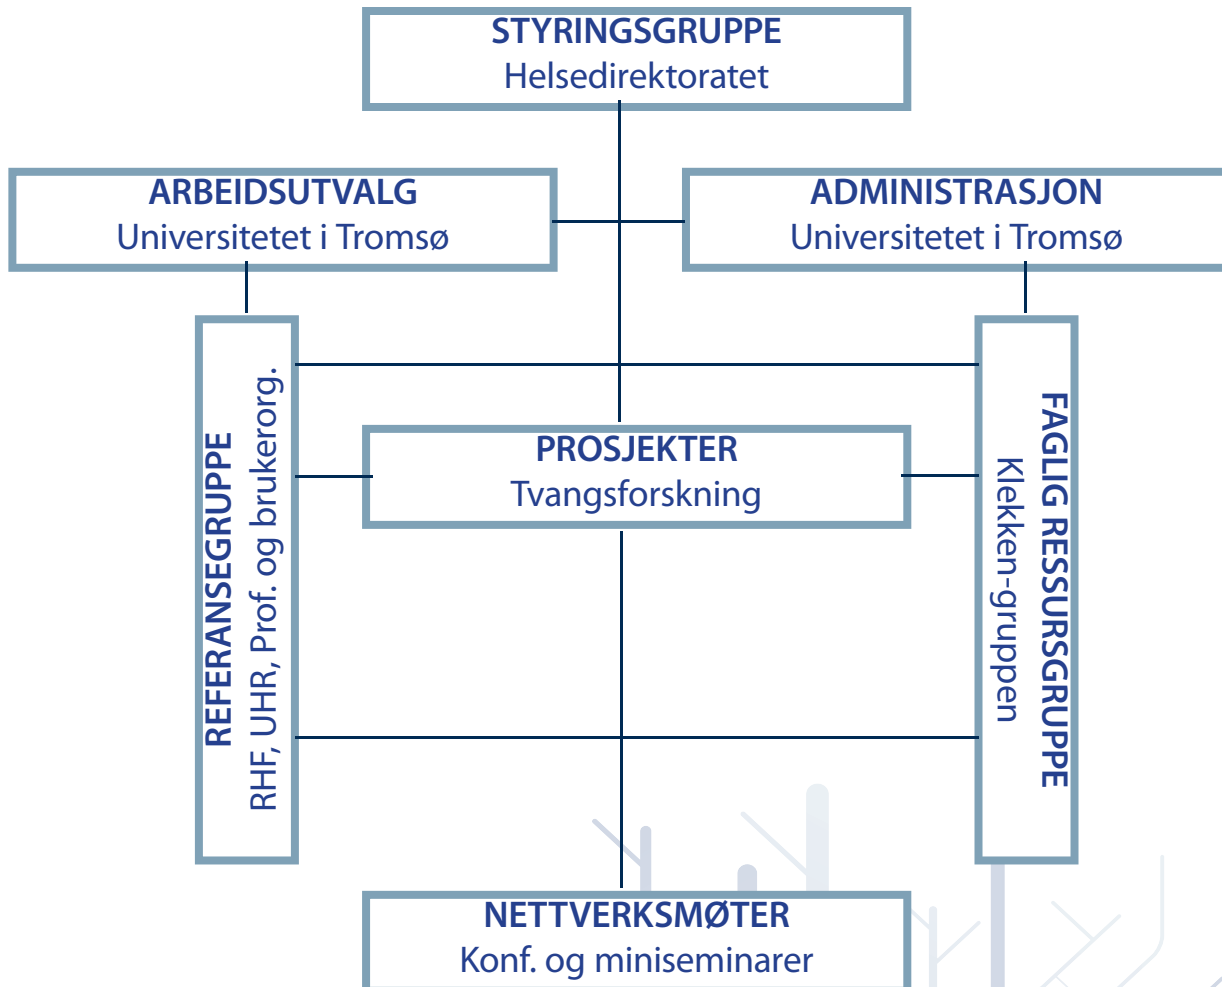 STYRINGSGRUPPE
Helsedirektoratet
ARBEIDSUTVALG
Universitetet i Tromsø
ADMINISTRASJON
Universitetet i Tromsø
REFERANSEGRUPPE
RHF, UHR, Prof. og brukerorg.
PROSJEKTER
Tvangsforskning
FAGLIG RESSURSGRUPPE
Klekken-gruppen
NETTVERKSMØTER
Konf. og miniseminarer